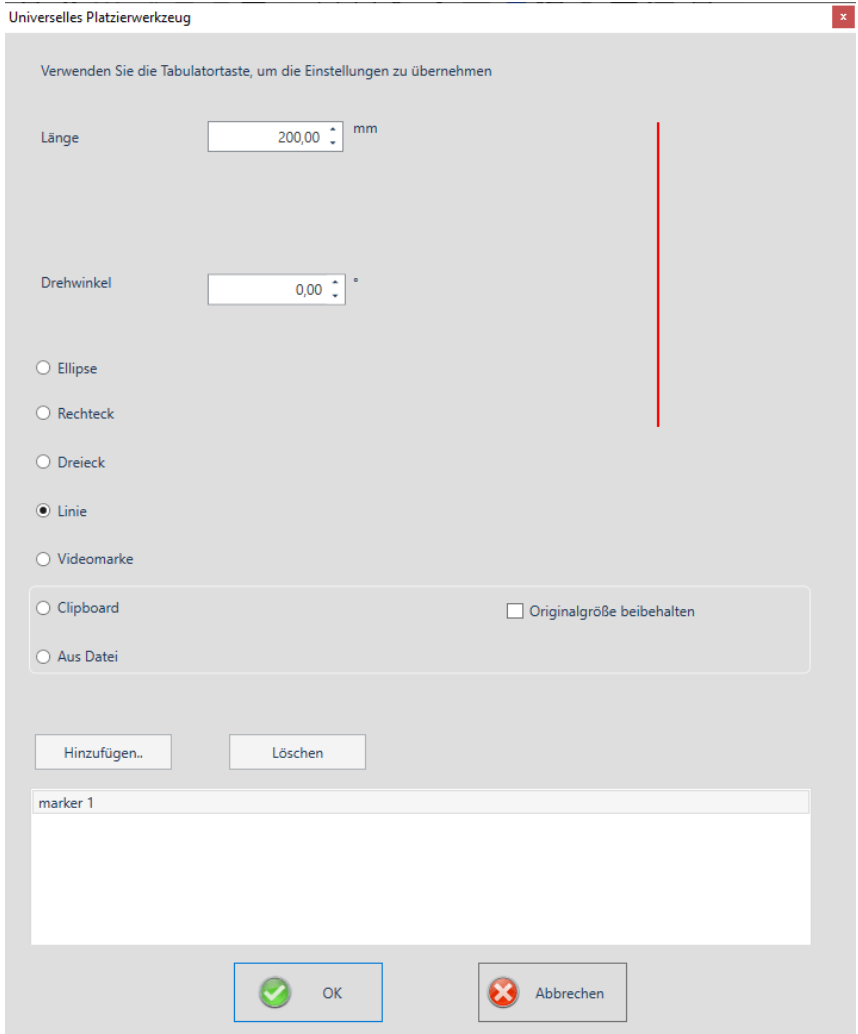 Universelles Platzierwerkzeug
x
Verwenden Sie die Tabulatortaste, um die Einstellungen zu übernehmen
Länge 200,00 mm
Drehwinkel 0,00 °
Ellipse
Rechteck
Dreieck
Linie
Videomarke
Clipboard Originalgröße beibehalten
Aus Datei
Hinzufügen.. Löschen
marker 1
OK Abbrechen